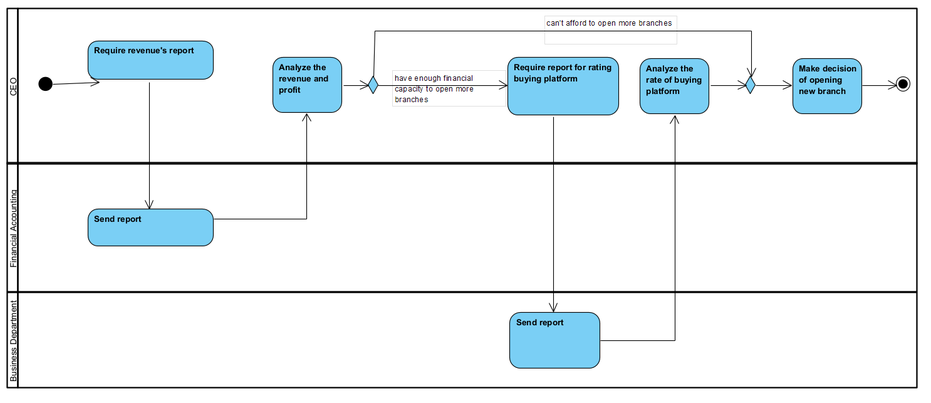 CEO
Require revenue's report
Analyze the
revenue and
profit
can't afford to open more branches
have enough financial
capacity to open more
branches
Require report for rating
buying platform
Analyze the
rate of buying
platform
Make decision
of opening
new branch
Financial Accounting
Send report
Business Department
Send report